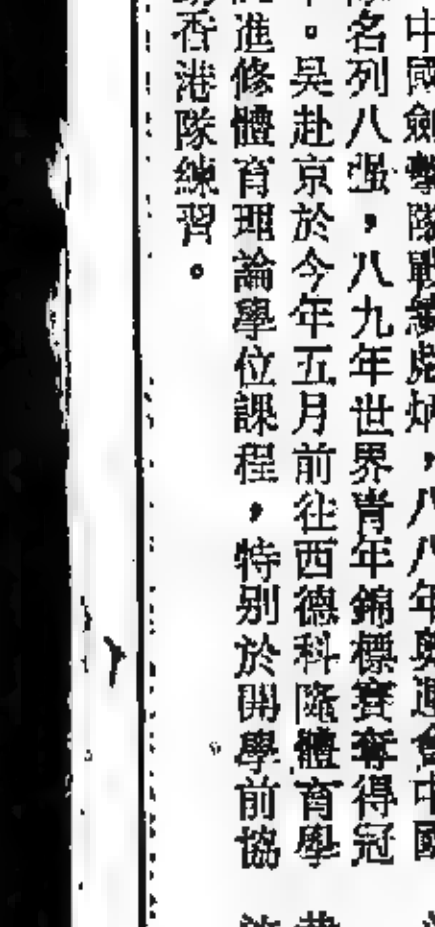 中國劍擊隊戰績彪炳，八八年奧運會中國
名列八強，八九年世界青年錦標賽奪得冠
。吳赴京於今年五月前往西德科隆體育學
進修體育理論學位課程，特別於開學前協
香港隊練習。